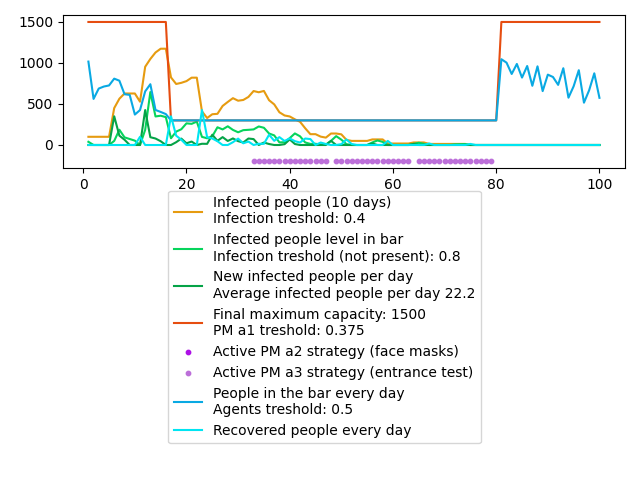 1500
1000
500
0
0
20
40
60
80
100
Infected people (10 days)
Infection treshold: 0.4
Infected people level in bar
Infection treshold (not present): 0.8
New infected people per day
Average infected people per day 22.2
Final maximum capacity: 1500
PM a1 treshold: 0.375
Active PM a2 strategy (face masks)
Active PM a3 strategy (entrance test)
People in the bar every day
Agents treshold: 0.5
Recovered people every day